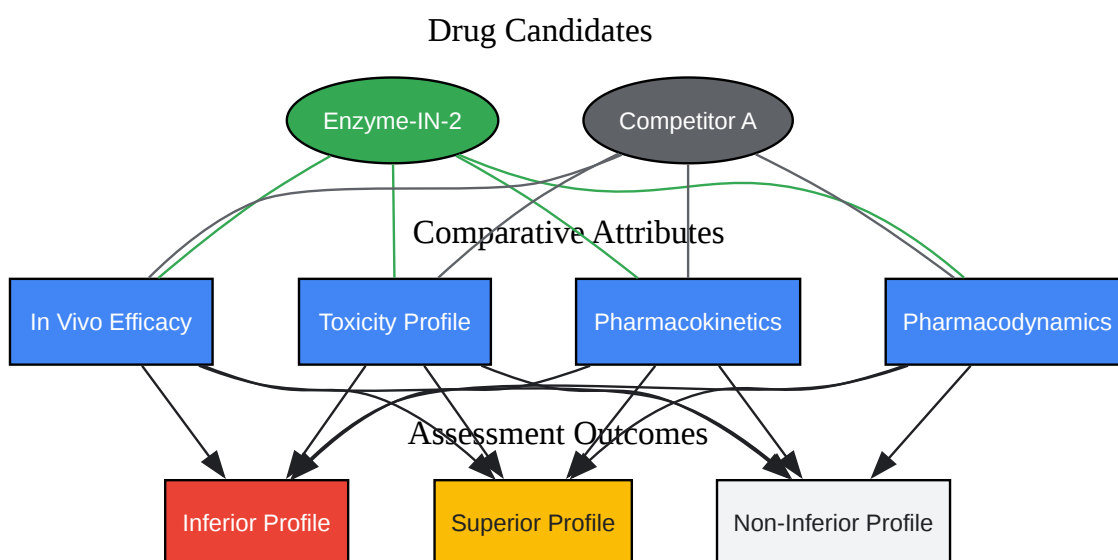 Drug Candidates
Enzyme-IN-2
Competitor A
Comparative Attributes
In Vivo Efficacy
Toxicity Profile
Pharmacokinetics
Pharmacodynamics
Assessment Outcomes
Inferior Profile
Superior Profile
Non-Inferior Profile